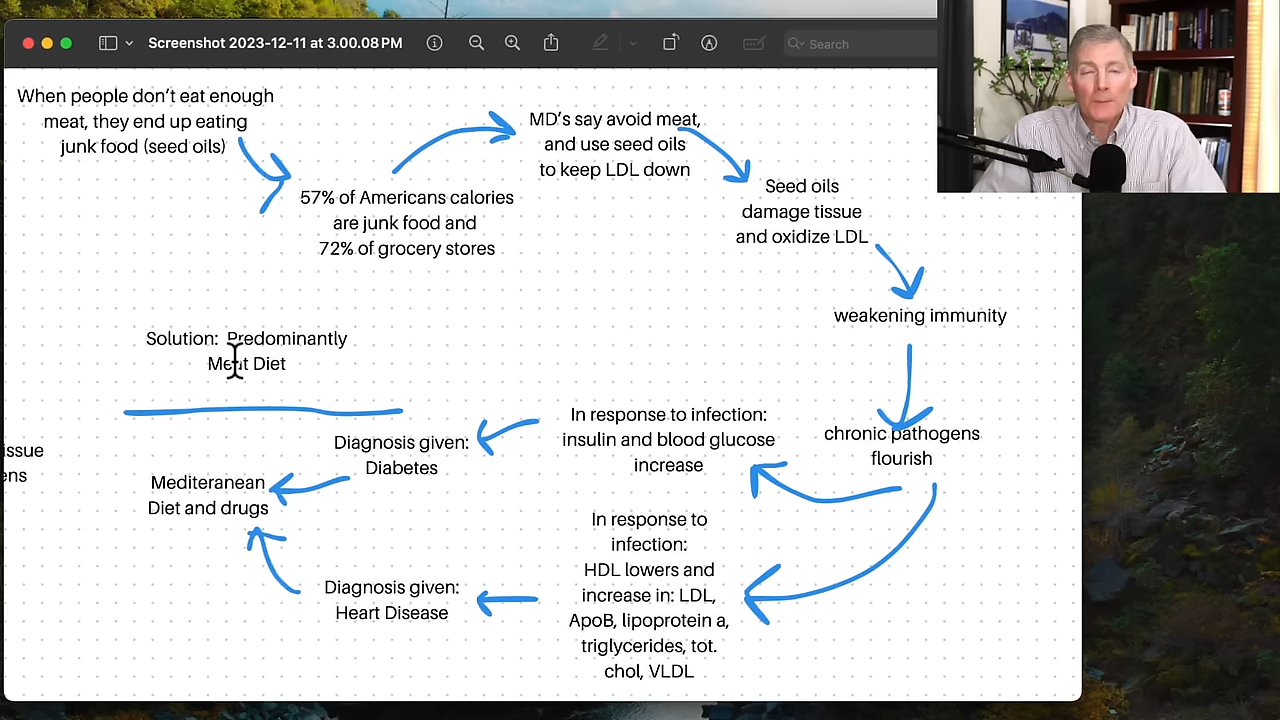 Screenshot 2023-12-11 at 3.00.08 PM
Search
When people don't eat enough
meat, they end up eating
junk food (seed oils)
57% of Americans calories
are junk food and
72% of grocery stores
MD's say avoid meat,
and use seed oils
to keep LDL down
Seed oils
damage tissue
and oxidize LDL
weakening immunity
chronic pathogens
flourish
In response to infection:
insulin and blood glucose
increase
In response to
infection:
HDL lowers and
increase in: LDL,
ApoB, lipoprotein a,
triglycerides, tot.
chol, VLDL
Diagnosis given:
Diabetes
Diagnosis given:
Heart Disease
Mediteranean
Diet and drugs
Solution: Predominantly
Meat Diet
issue
ens